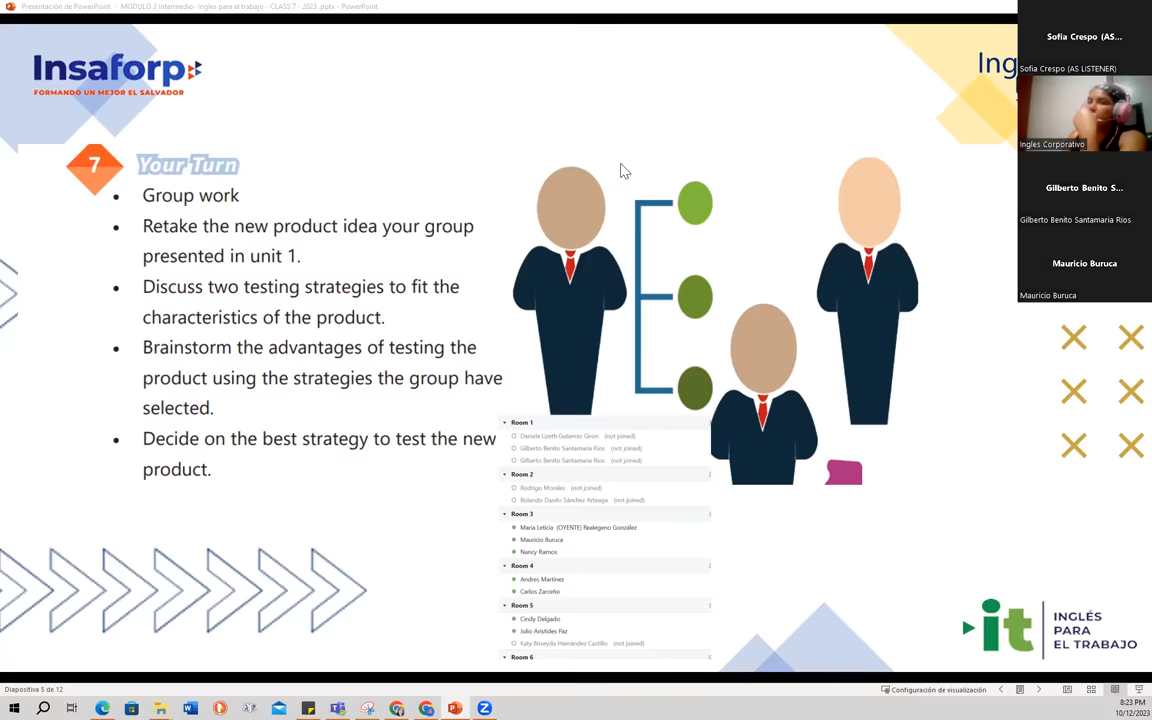 Presentación de PowerPoint - MODULO 2 Intermedio- Ingles para el trabajo - CLASS 7 - 2023 .pptx - PowerPoint
Insaforp
FORMANDO UN MEJOR EL SALVADOR
Ing
7
Your Turn
Group work
Retake the new product idea your group
presented in unit 1.
Discuss two testing strategies to fit the
characteristics of the product.
Brainstorm the advantages of testing the
product using the strategies the group have
selected.
Decide on the best strategy to test the new
product.
Room 1
Daniela Lizeth Gutierrez Giron (not joined)
Gilberto Benito Santamaria Rios (not joined)
Gilberto Benito Santamaria Rios (not joined)
Room 2
Rodrigo Morales (not joined)
Rolando Danilo Sánchez Arteaga (not joined)
Room 3
Maria Leticia (OYENTE) Realegeno González
Mauricio Buruca
Nancy Ramos
Room 4
Andres Martinez
Carlos Zarceño
Room 5
Cindy Delgado
Julio Aristides Paz
Katy Briveyda Hernández Castillo (not joined)
Room 6
Sofia Crespo (AS...
Sofia Crespo (AS LISTENER)
Ingles Corporativo
Gilberto Benito S...
Gilberto Benito Santamaria Rios
Mauricio Buruca
Mauricio Buruca
it
INGLÉS
PARA
EL TRABAJO
Diapositiva 5 de 12
Configuración de visualización
8:23 PM
10/12/2023